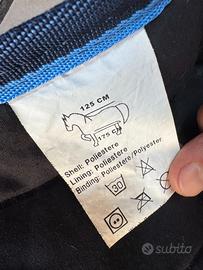 125 CM
175 CM
Shell: Poliestere
Lining: Poliestere
Binding: Poliestere/Polyester
30
subito